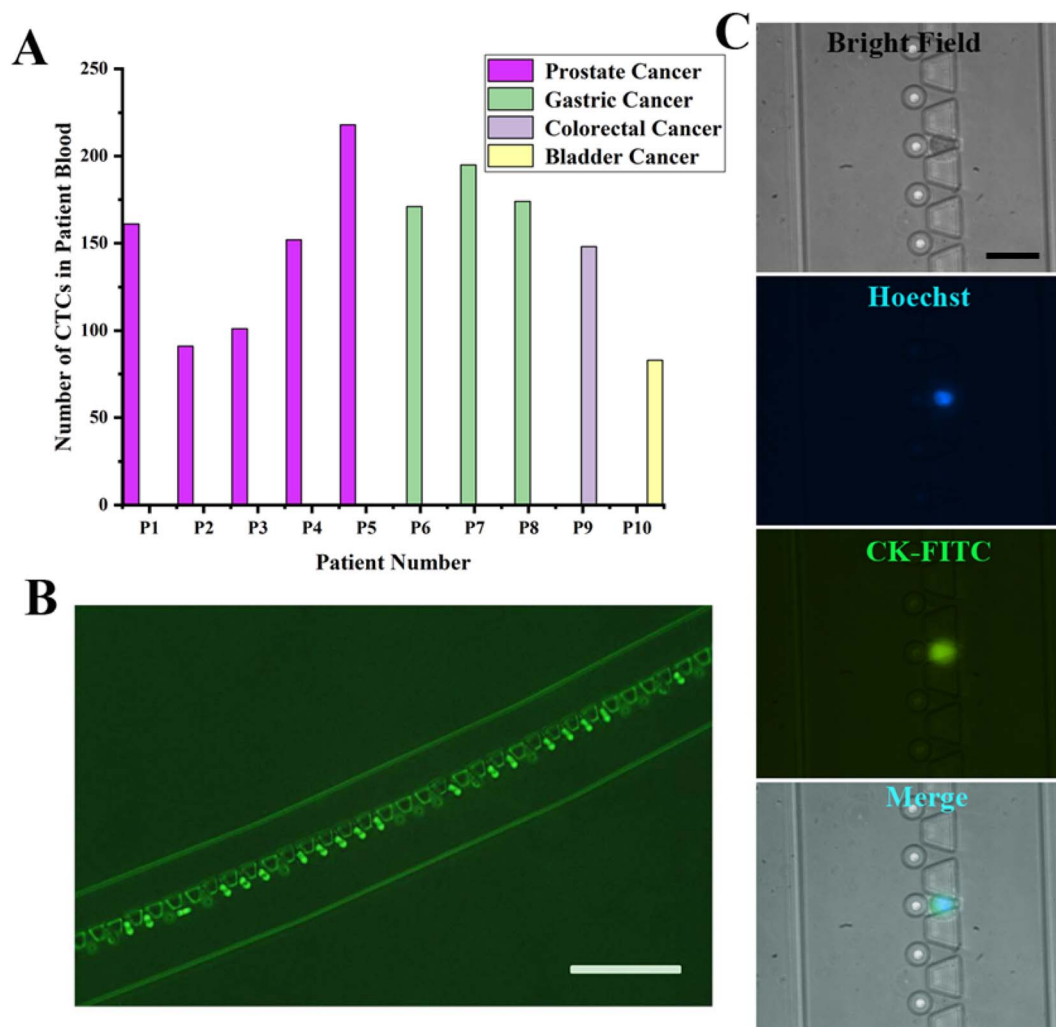 A
250
200
150
100
50
0
Number of CTCs in Patient Blood
Prostate Cancer
Gastric Cancer
Colorectal Cancer
Bladder Cancer
P1 P2 P3 P4 P5 P6 P7 P8 P9 P10
Patient Number
B
C
Bright Field
Hoechst
CK-FITC
Merge